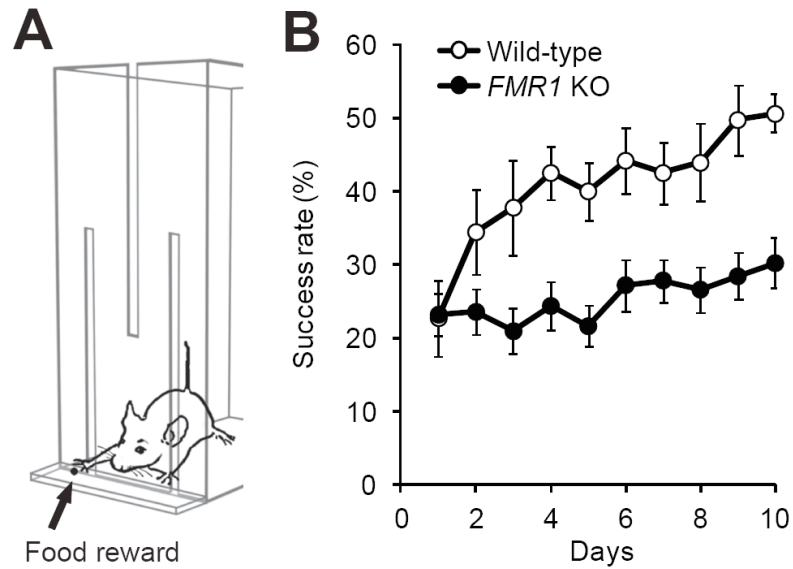 A
Food reward
B
Wild-type
FMR1 KO
60
50
40
30
20
10
0
Success rate (%)
0 2 4 6 8 10
Days